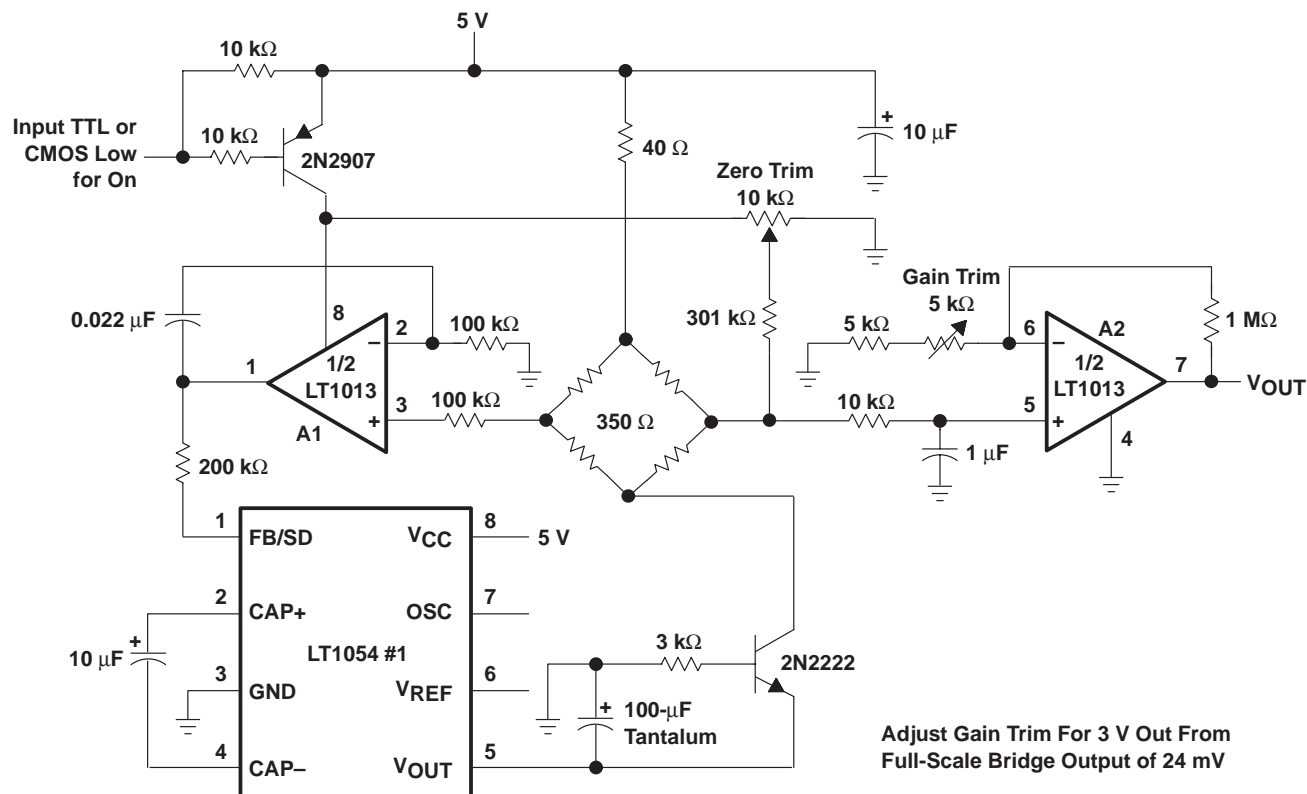 5 V
10 kΩ
Input TTL or
CMOS Low
for On
10 kΩ
2N2907
40 Ω
+
10 μF
Zero Trim
10 kΩ
0.022 μF
8
2
–
100 kΩ
1
1/2
LT1013
3
+
A1
100 kΩ
350 Ω
301 kΩ
Gain Trim
5 kΩ
5 kΩ
6
–
A2
1/2
LT1013
7
1 MΩ
VOUT
10 kΩ
5
+
4
1 μF
200 kΩ
1
FB/SD
VCC
8
5 V
2
CAP+
OSC
7
+
10 μF
LT1054 #1
3
GND
VREF
6
4
CAP–
VOUT
5
3 kΩ
2N2222
+
100-μF
Tantalum
Adjust Gain Trim For 3 V Out From
Full-Scale Bridge Output of 24 mV